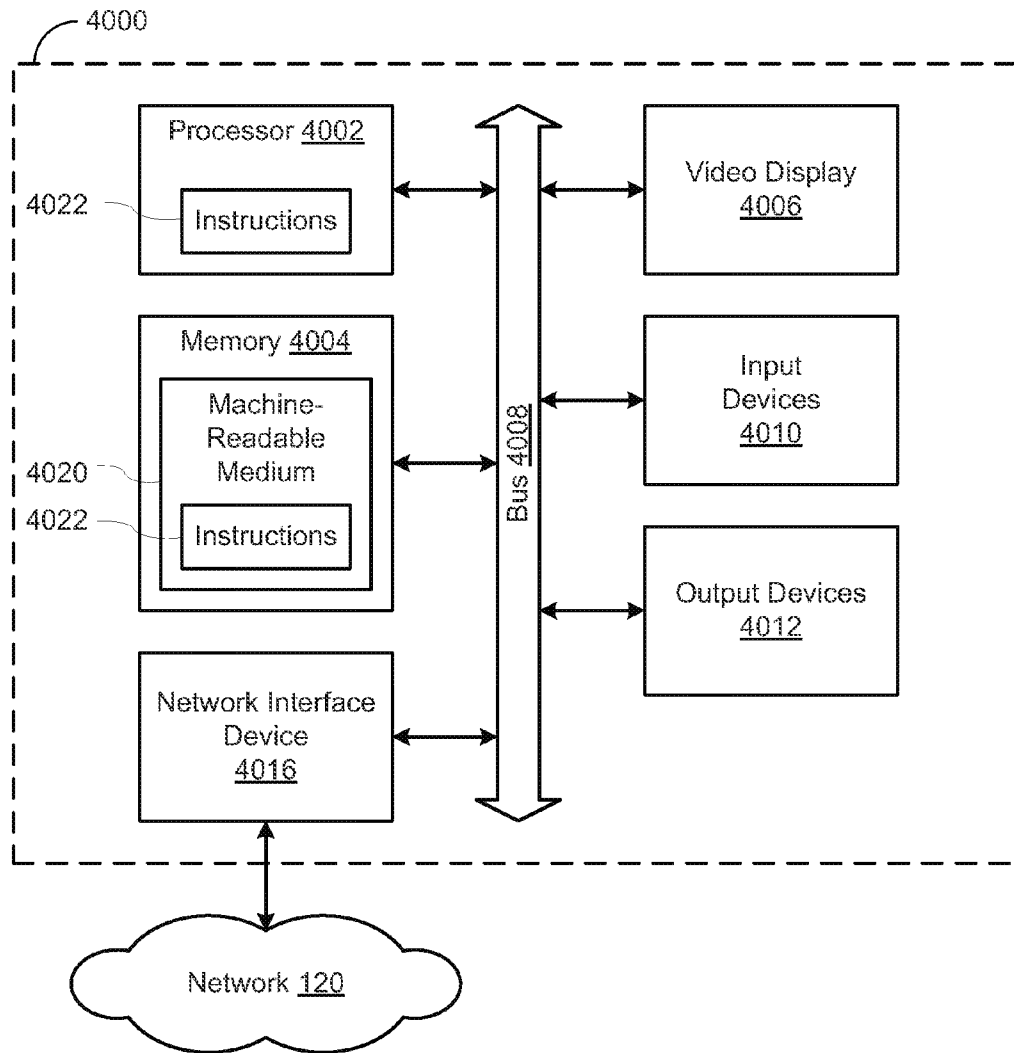 4000
Processor 4002
4022
Instructions
Memory 4004
Machine-
Readable
Medium
4020
4022
Instructions
Network Interface
Device
4016
Bus 4008
Video Display
4006
Input
Devices
4010
Output Devices
4012
Network 120